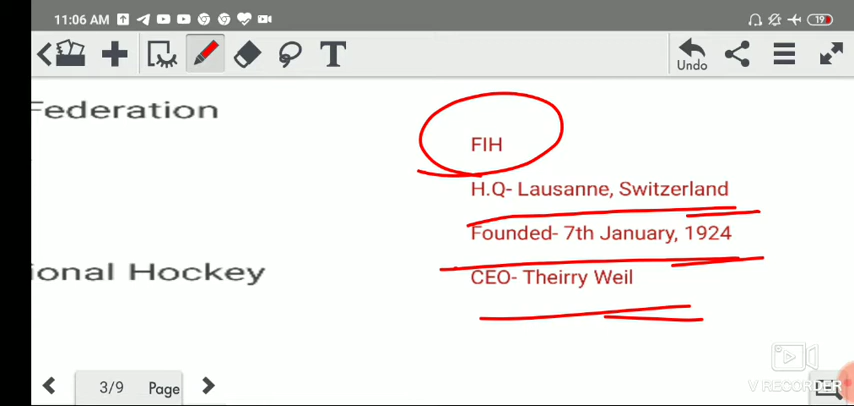 11:06 AM
19
T
Undo
Federation
FIH
H.Q- Lausanne, Switzerland
Founded- 7th January, 1924
ional Hockey
CEO- Theirry Weil
3/9 Page
V RECORDER